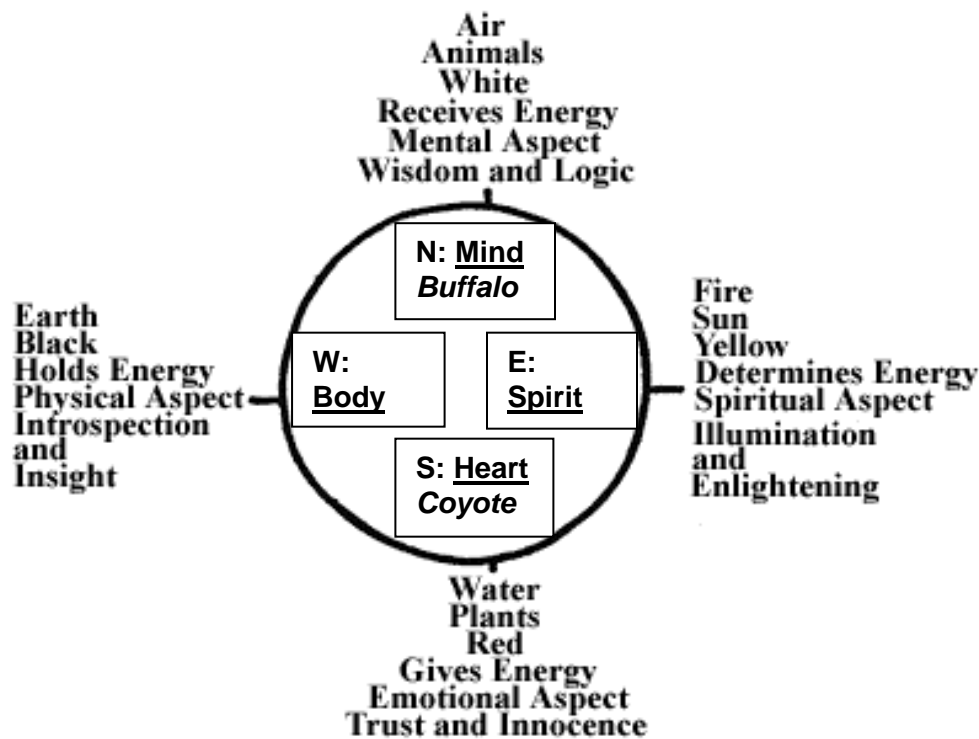 Air
Animals
White
Receives Energy
Mental Aspect
Wisdom and Logic
N: Mind
Buffalo
Earth
Black
Holds Energy
Physical Aspect
Introspection
and
Insight
W:
Body
E:
Spirit
Fire
Sun
Yellow
Determines Energy
Spiritual Aspect
Illumination
and
Enlightening
S: Heart
Coyote
Water
Plants
Red
Gives Energy
Emotional Aspect
Trust and Innocence